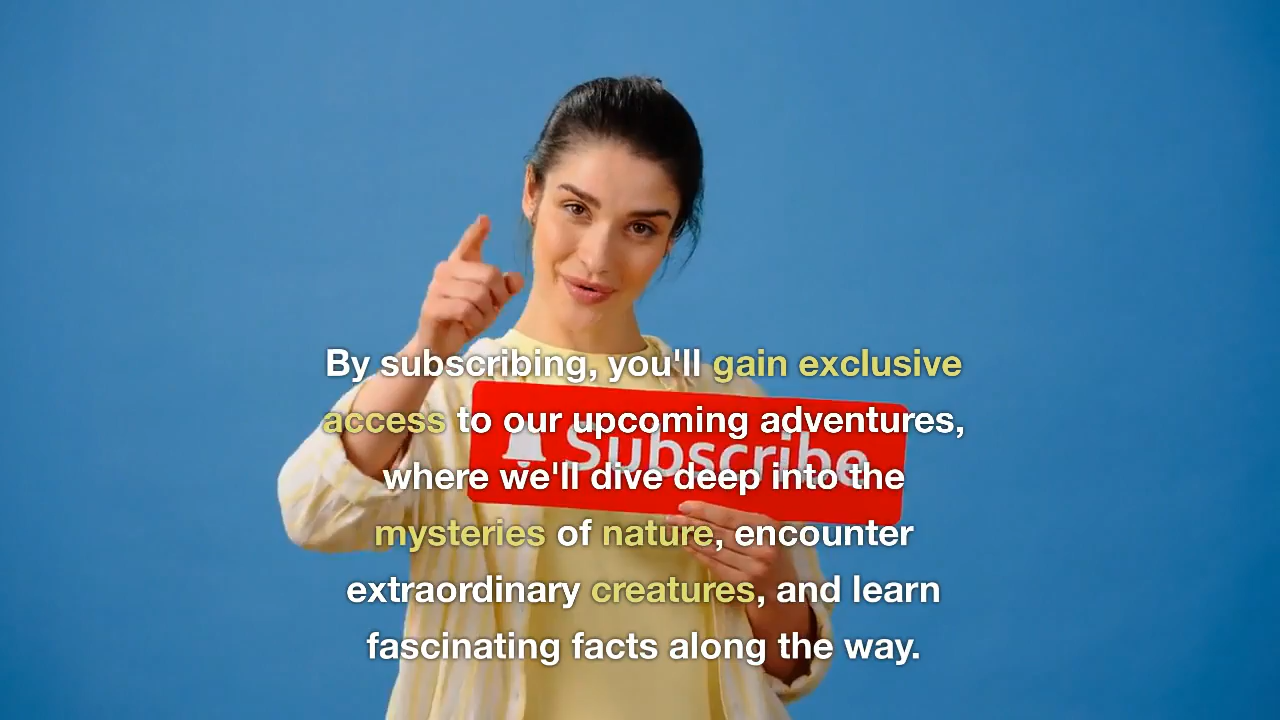 By subscribing, you'll gain exclusive
access to our upcoming adventures,
Subscribe
where we'll dive deep into the
mysteries of nature, encounter
extraordinary creatures, and learn
fascinating facts along the way.